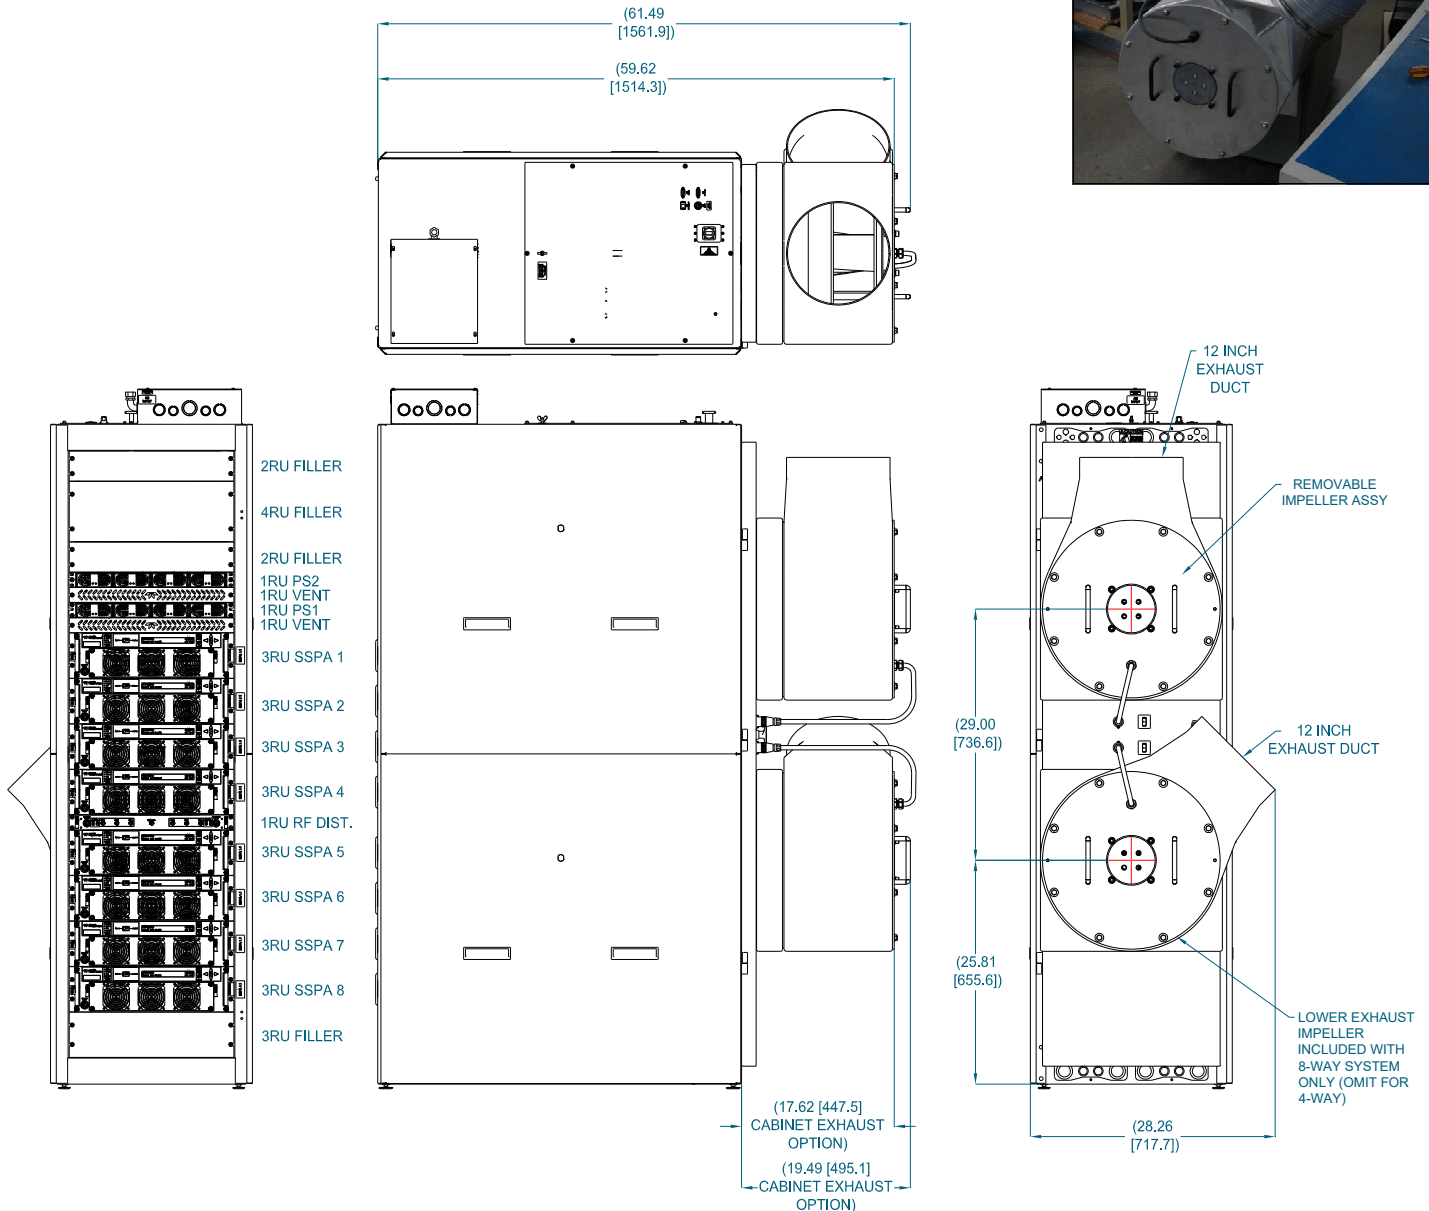 (61.49
[1561.9])
(59.62
[1514.3])
12 INCH
EXHAUST
DUCT
REMOVABLE
IMPELLER ASSY
2RU FILLER
4RU FILLER
2RU FILLER
1RU PS2
1RU VENT
1RU PS1
1RU VENT
3RU SSPA 1
3RU SSPA 2
3RU SSPA 3
3RU SSPA 4
1RU RF DIST.
3RU SSPA 5
3RU SSPA 6
3RU SSPA 7
3RU SSPA 8
3RU FILLER
(29.00
[736.6])
12 INCH
EXHAUST DUCT
(25.81
[655.6])
LOWER EXHAUST
IMPELLER
INCLUDED WITH
8-WAY SYSTEM
ONLY (OMIT FOR
4-WAY)
(17.62 [447.5]
CABINET EXHAUST
OPTION)
(19.49 [495.1]
CABINET EXHAUST
OPTION)
(28.26
[717.7])